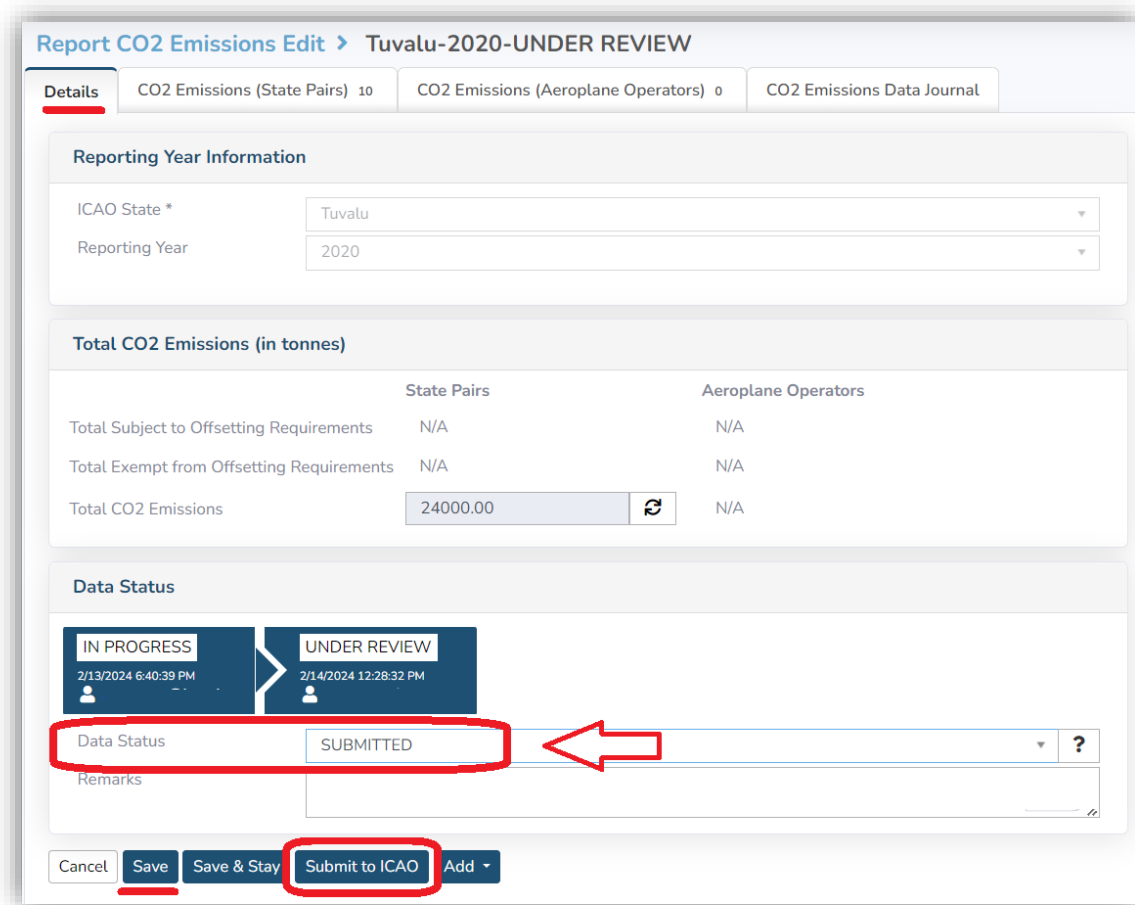 Report CO2 Emissions Edit > Tuvalu-2020-UNDER REVIEW
Details CO2 Emissions (State Pairs) 10 CO2 Emissions (Aeroplane Operators) 0 CO2 Emissions Data Journal
Reporting Year Information
ICAO State * Tuvalu
Reporting Year 2020
Total CO2 Emissions (in tonnes)
State Pairs Aeroplane Operators
Total Subject to Offsetting Requirements N/A N/A
Total Exempt from Offsetting Requirements N/A N/A
Total CO2 Emissions 24000.00 N/A
Data Status
IN PROGRESS UNDER REVIEW
2/13/2024 6:40:39 PM 2/14/2024 12:28:32 PM
Data Status SUBMITTED ?
Remarks
Cancel Save Save & Stay Submit to ICAO Add